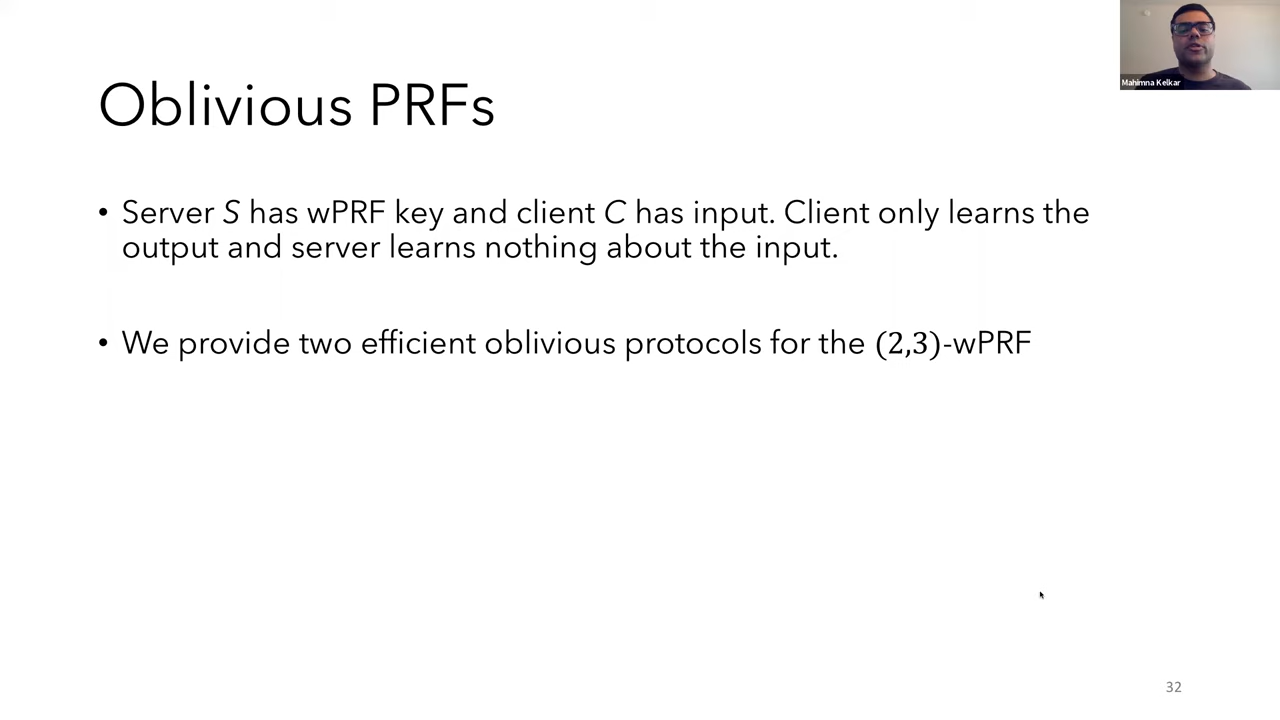 Mahimna Kelkar
Oblivious PRFs
• Server S has wPRF key and client C has input. Client only learns the
output and server learns nothing about the input.
• We provide two efficient oblivious protocols for the (2,3)-wPRF
32